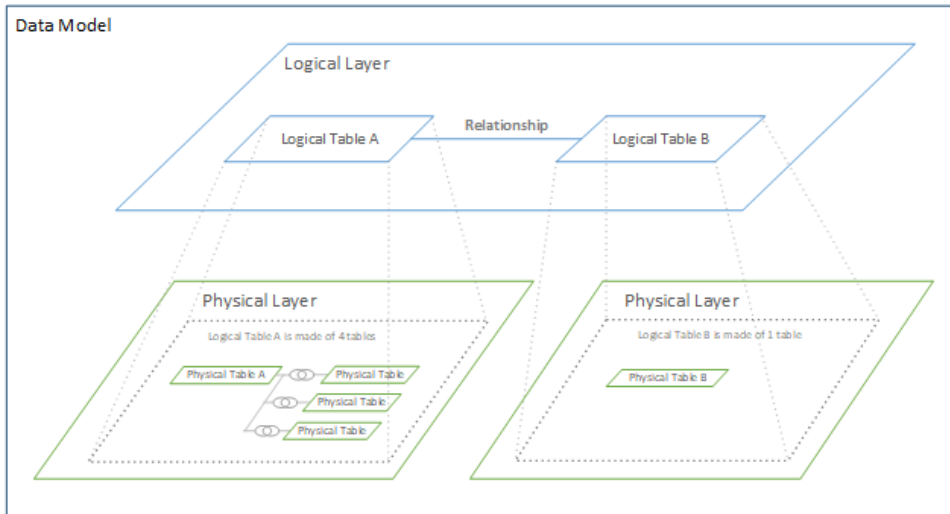 Data Model
Logical Layer
Logical Table A
Relationship
Logical Table B
Physical Layer
Logical Table A is made of 4 tables
Physical Table A
Physical Table
Physical Table
Physical Table
Physical Layer
Logical Table B is made of 1 table
Physical Table B